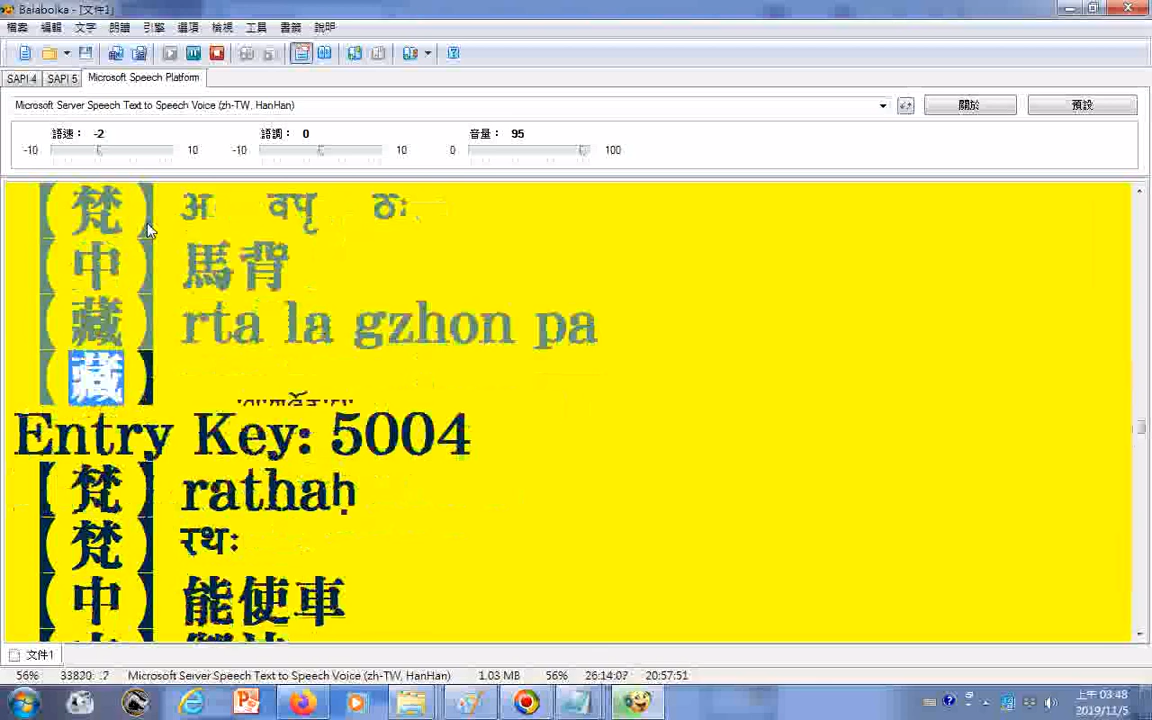 Balabolka - [文件1]
檔案 編輯 文字 朗讀 引擎 選項 檢視 工具 書籤 說明
SAPI 4 SAPI 5 Microsoft Speech Platform
Microsoft Server Speech Text to Speech Voice (zh-TW, HanHan) 關於 預設
語速： -2 語調： 0 音量： 95
-10 10 -10 10 0 100
【梵】 अ वपृ ठः
【中】 馬背
【藏】 rta la gzhon pa
【藏】
Entry Key: 5004
【梵】 rathaḥ
【梵】 रथः
【中】 能使車
文件1
56% Microsoft Server Speech Text to Speech Voice (zh-TW, HanHan) 1.03 MB 56% 26:14:07 20:57:51
上午 03:48
2019/11/5